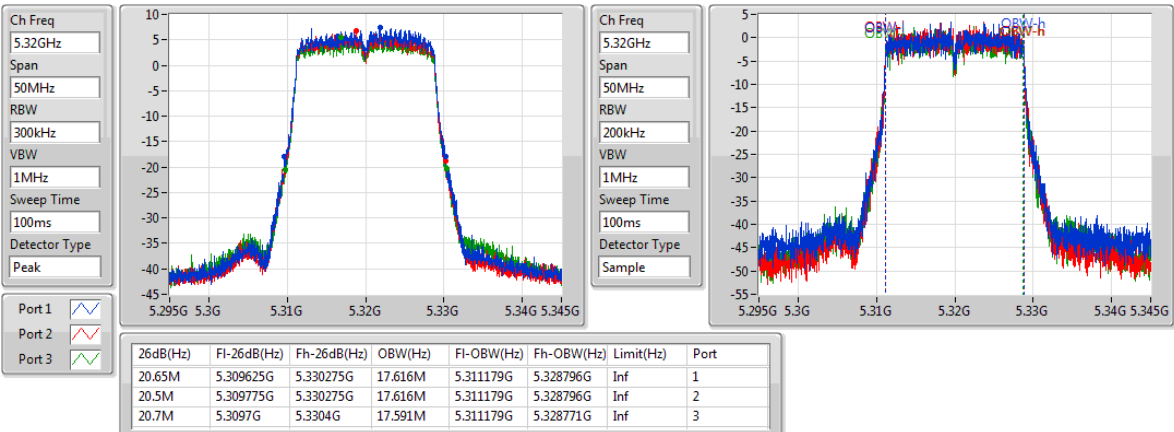 Ch Freq
5.32GHz
Span
50MHz
RBW
300kHz
VBW
1MHz
Sweep Time
100ms
Detector Type
Peak
Port 1
Port 2
Port 3
10
5
0
-5
-10
-15
-20
-25
-30
-35
-40
-45
5.295G 5.3G 5.31G 5.32G 5.33G 5.34G 5.345G
Ch Freq
5.32GHz
Span
50MHz
RBW
200kHz
VBW
1MHz
Sweep Time
100ms
Detector Type
Sample
5
0
-5
-10
-15
-20
-25
-30
-35
-40
-45
-50
-55
OBW-h
OBW-h
5.295G 5.3G 5.31G 5.32G 5.33G 5.34G 5.345G
26dB(Hz) Fl-26dB(Hz) Fh-26dB(Hz) OBW(Hz) Fl-OBW(Hz) Fh-OBW(Hz) Limit(Hz) Port
20.65M 5.309625G 5.330275G 17.616M 5.311179G 5.328796G Inf 1
20.5M 5.309775G 5.330275G 17.616M 5.311179G 5.328796G Inf 2
20.7M 5.3097G 5.3304G 17.591M 5.311179G 5.328771G Inf 3